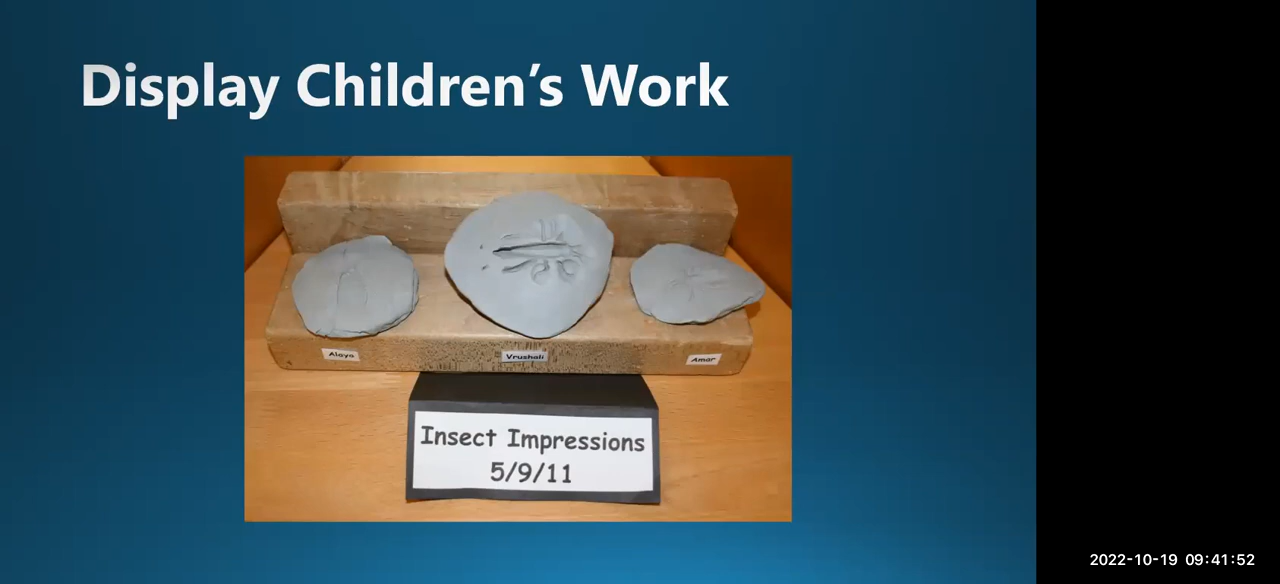 Display Children's Work
Alaya
Vrushali
Amar
Insect Impressions
5/9/11
2022-10-19 09:41:52